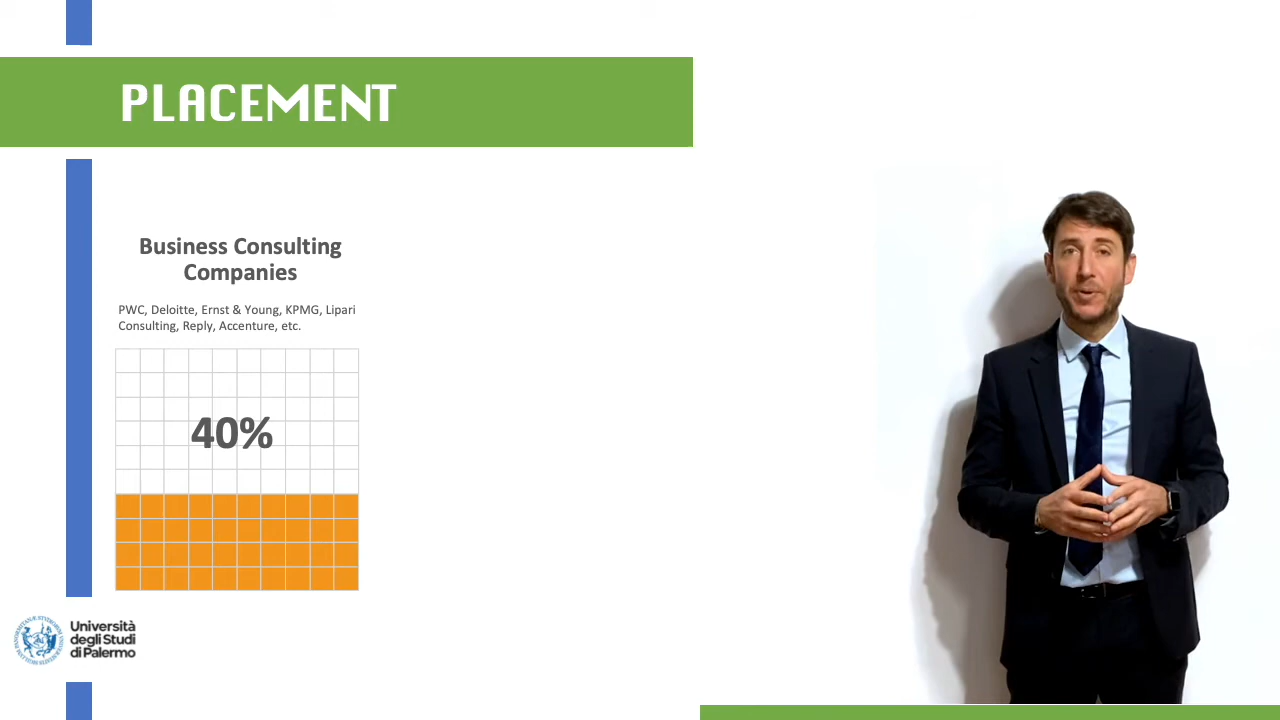 PLACEMENT
Business Consulting
Companies
PWC, Deloitte, Ernst & Young, KPMG, Lipari
Consulting, Reply, Accenture, etc.
40%
Università
degli Studi
di Palermo